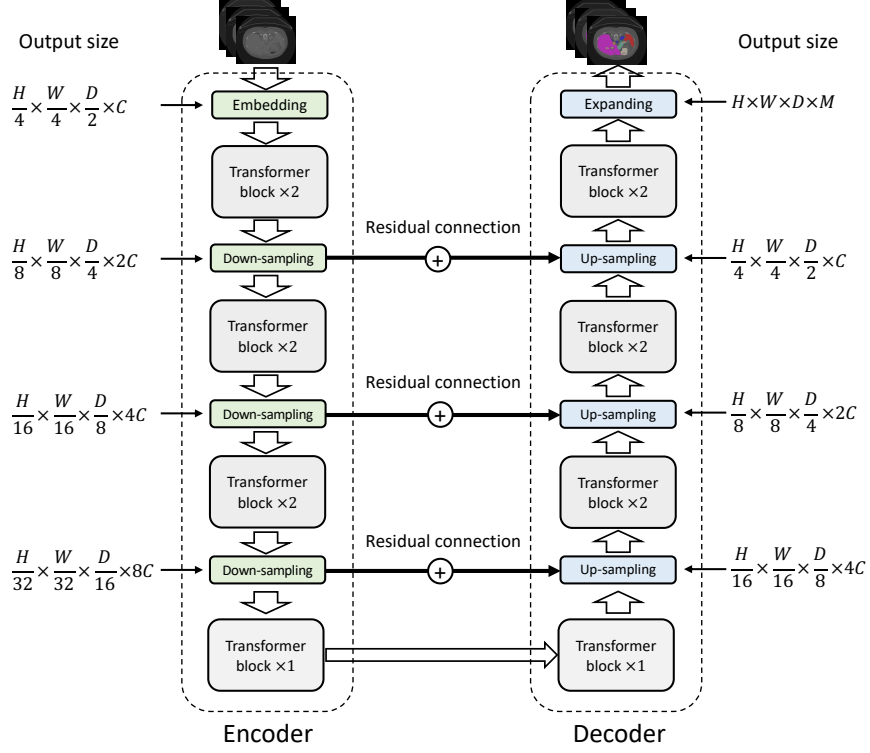 Output size
Output size
H/4 × W/4 × D/2 ×C
Embedding
Expanding
H×W×D×M
Transformer
block ×2
Transformer
block ×2
Residual connection
H/8 × W/8 × D/4 ×2C
Down-sampling
+
Up-sampling
H/4 × W/4 × D/2 ×C
Transformer
block ×2
Transformer
block ×2
Residual connection
H/16 × W/16 × D/8 ×4C
Down-sampling
+
Up-sampling
H/8 × W/8 × D/4 ×2C
Transformer
block ×2
Transformer
block ×2
Residual connection
H/32 × W/32 × D/16 ×8C
Down-sampling
+
Up-sampling
H/16 × W/16 × D/8 ×4C
Transformer
block ×1
Transformer
block ×1
Encoder
Decoder